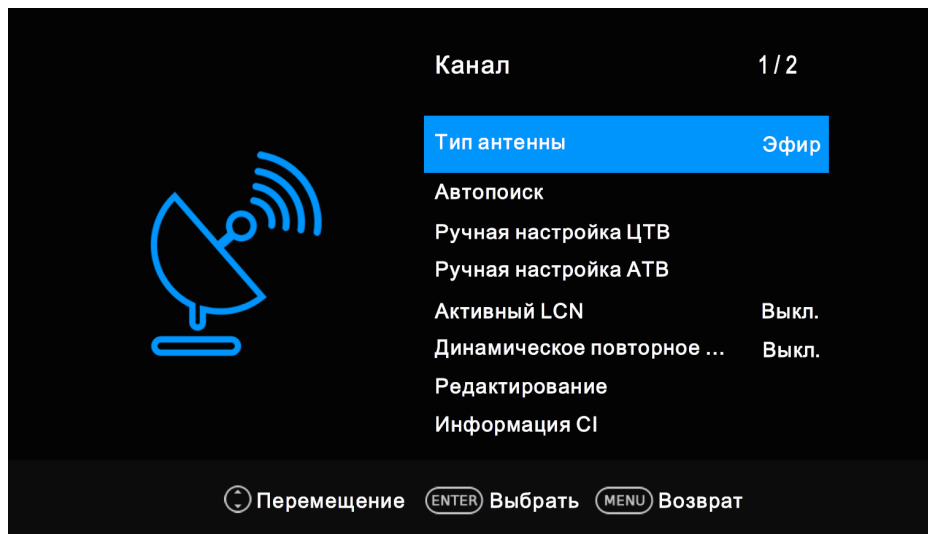 Канал 1 / 2
Тип антенны Эфир
Автопоиск
Ручная настройка ЦТВ
Ручная настройка АТВ
Активный LCN Выкл.
Динамическое повторное ... Выкл.
Редактирование
Информация CI
Перемещение ENTER Выбрать MENU Возврат